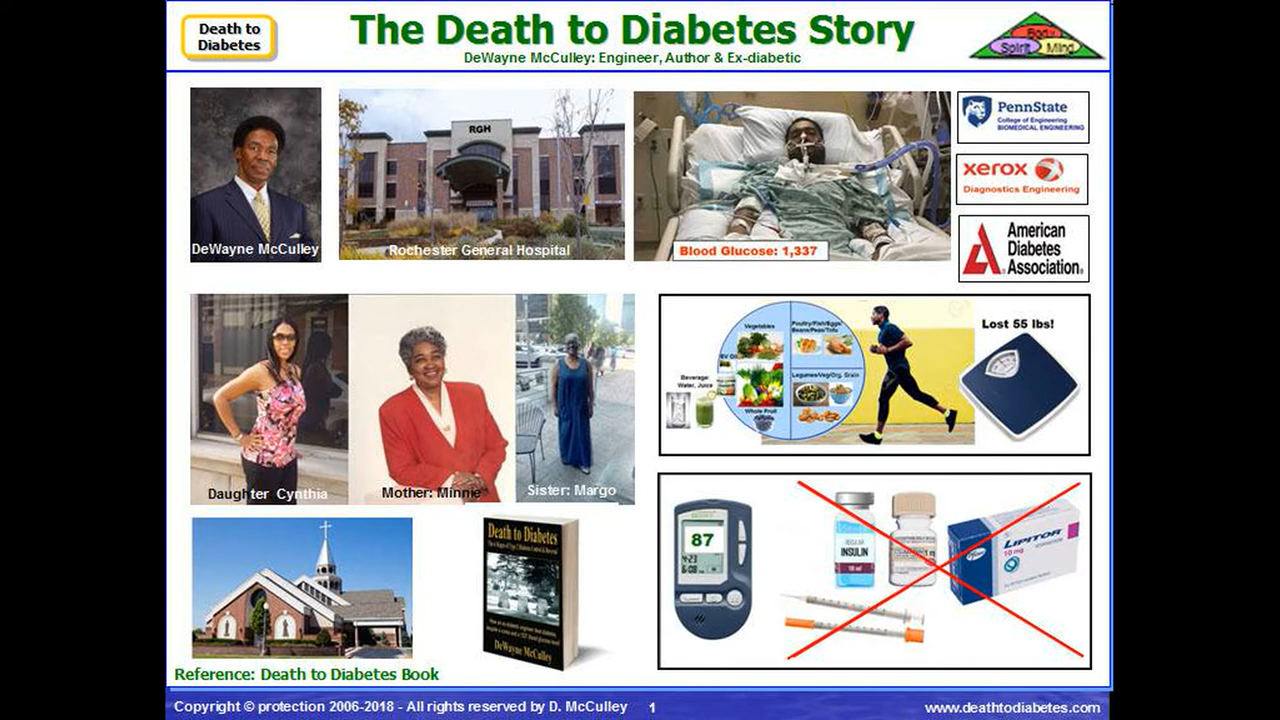 Death to
Diabetes
The Death to Diabetes Story
DeWayne McCulley: Engineer, Author & Ex-diabetic
Body
Spirit
Mind
DeWayne McCulley
RGH
Rochester General Hospital
Blood Glucose: 1,337
PennState
College of Engineering
BIOMEDICAL ENGINEERING
xerox
Diagnostics Engineering
American
Diabetes
Association®
Daughter Cynthia
Mother: Minnie
Sister: Margo
Beverage:
Water, Juice
Vegetables
Poultry/Fish/Eggs/
Beans/Peas/Tofu
Legumes/Veg/Org. Grain
Whole Fruit
Lost 55 lbs!
Death to Diabetes
DeWayne McCulley
87
REGULAR
INSULIN
10 ml
Pfizer
LIPITOR
10 mg
Reference: Death to Diabetes Book
Copyright © protection 2006-2018 - All rights reserved by D. McCulley
1
www.deathtodiabetes.com